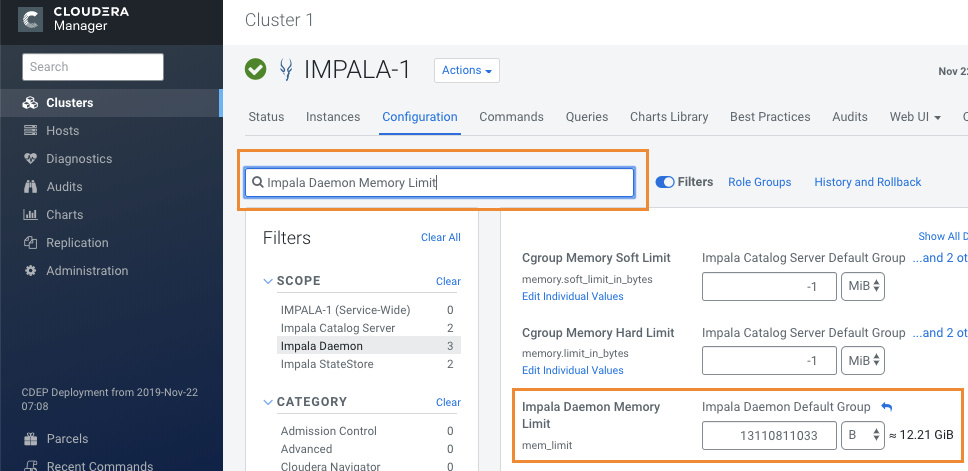 CLOUDERA
Manager
Search
Clusters
Hosts
Diagnostics
Audits
Charts
Replication
Administration
CDEP Deployment from 2019-Nov-22
07:08
Parcels
Recent Commands
Cluster 1
IMPALA-1
Actions
Nov 22
Status Instances Configuration Commands Queries Charts Library Best Practices Audits Web UI
Impala Daemon Memory Limit
Filters Role Groups History and Rollback
Filters Clear All
SCOPE Clear
IMPALA-1 (Service-Wide) 0
Impala Catalog Server 2
Impala Daemon 3
Impala StateStore 2
CATEGORY Clear
Admission Control 0
Advanced 0
Cloudera Navigator 0
Show All D
Cgroup Memory Soft Limit Impala Catalog Server Default Group ...and 2 ot
memory.soft_limit_in_bytes
Edit Individual Values
-1 MiB
Cgroup Memory Hard Limit Impala Catalog Server Default Group ...and 2 ot
memory.limit_in_bytes
Edit Individual Values
-1 MiB
Impala Daemon Memory
Limit
mem_limit
Impala Daemon Default Group
13110811033 B ≈ 12.21 GiB